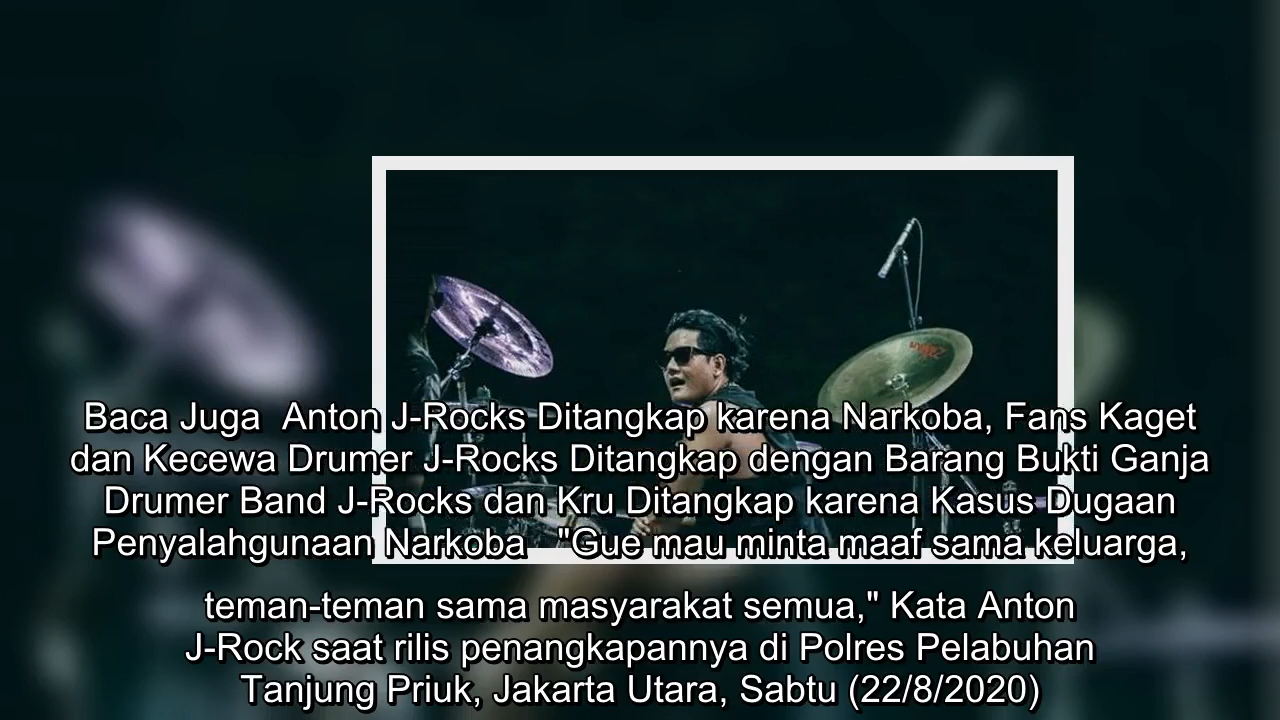 Baca Juga  Anton J-Rocks Ditangkap karena Narkoba, Fans Kaget
dan Kecewa Drumer J-Rocks Ditangkap dengan Barang Bukti Ganja
Drumer Band J-Rocks dan Kru Ditangkap karena Kasus Dugaan
Penyalahgunaan Narkoba   "Gue mau minta maaf sama keluarga,
teman-teman sama masyarakat semua," Kata Anton
J-Rock saat rilis penangkapannya di Polres Pelabuhan
Tanjung Priuk, Jakarta Utara, Sabtu (22/8/2020)